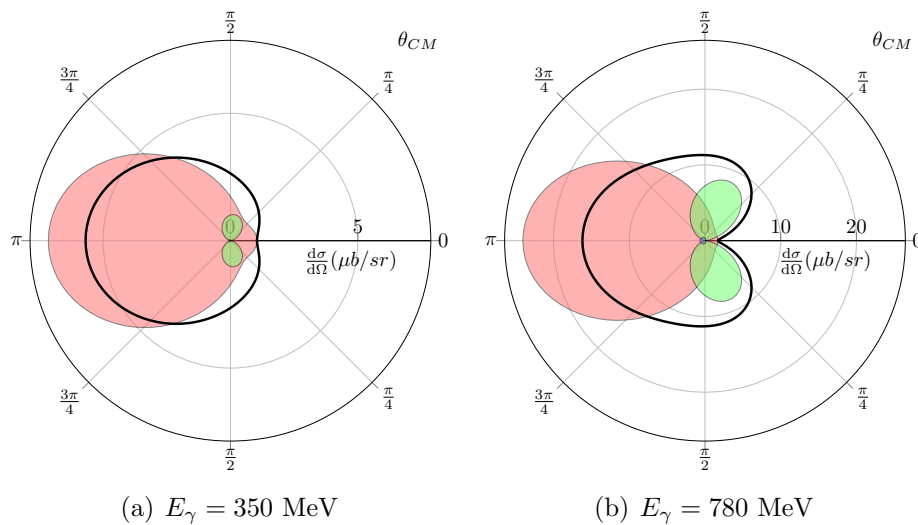 π/2 θ_CM π/2 θ_CM
3π/4 π/4 3π/4 π/4
π 0 5 0 π 0 10 20 0
dσ/dΩ(μb/sr) dσ/dΩ(μb/sr)
3π/4 π/4 3π/4 π/4
π/2 π/2
(a) E_γ = 350 MeV (b) E_γ = 780 MeV